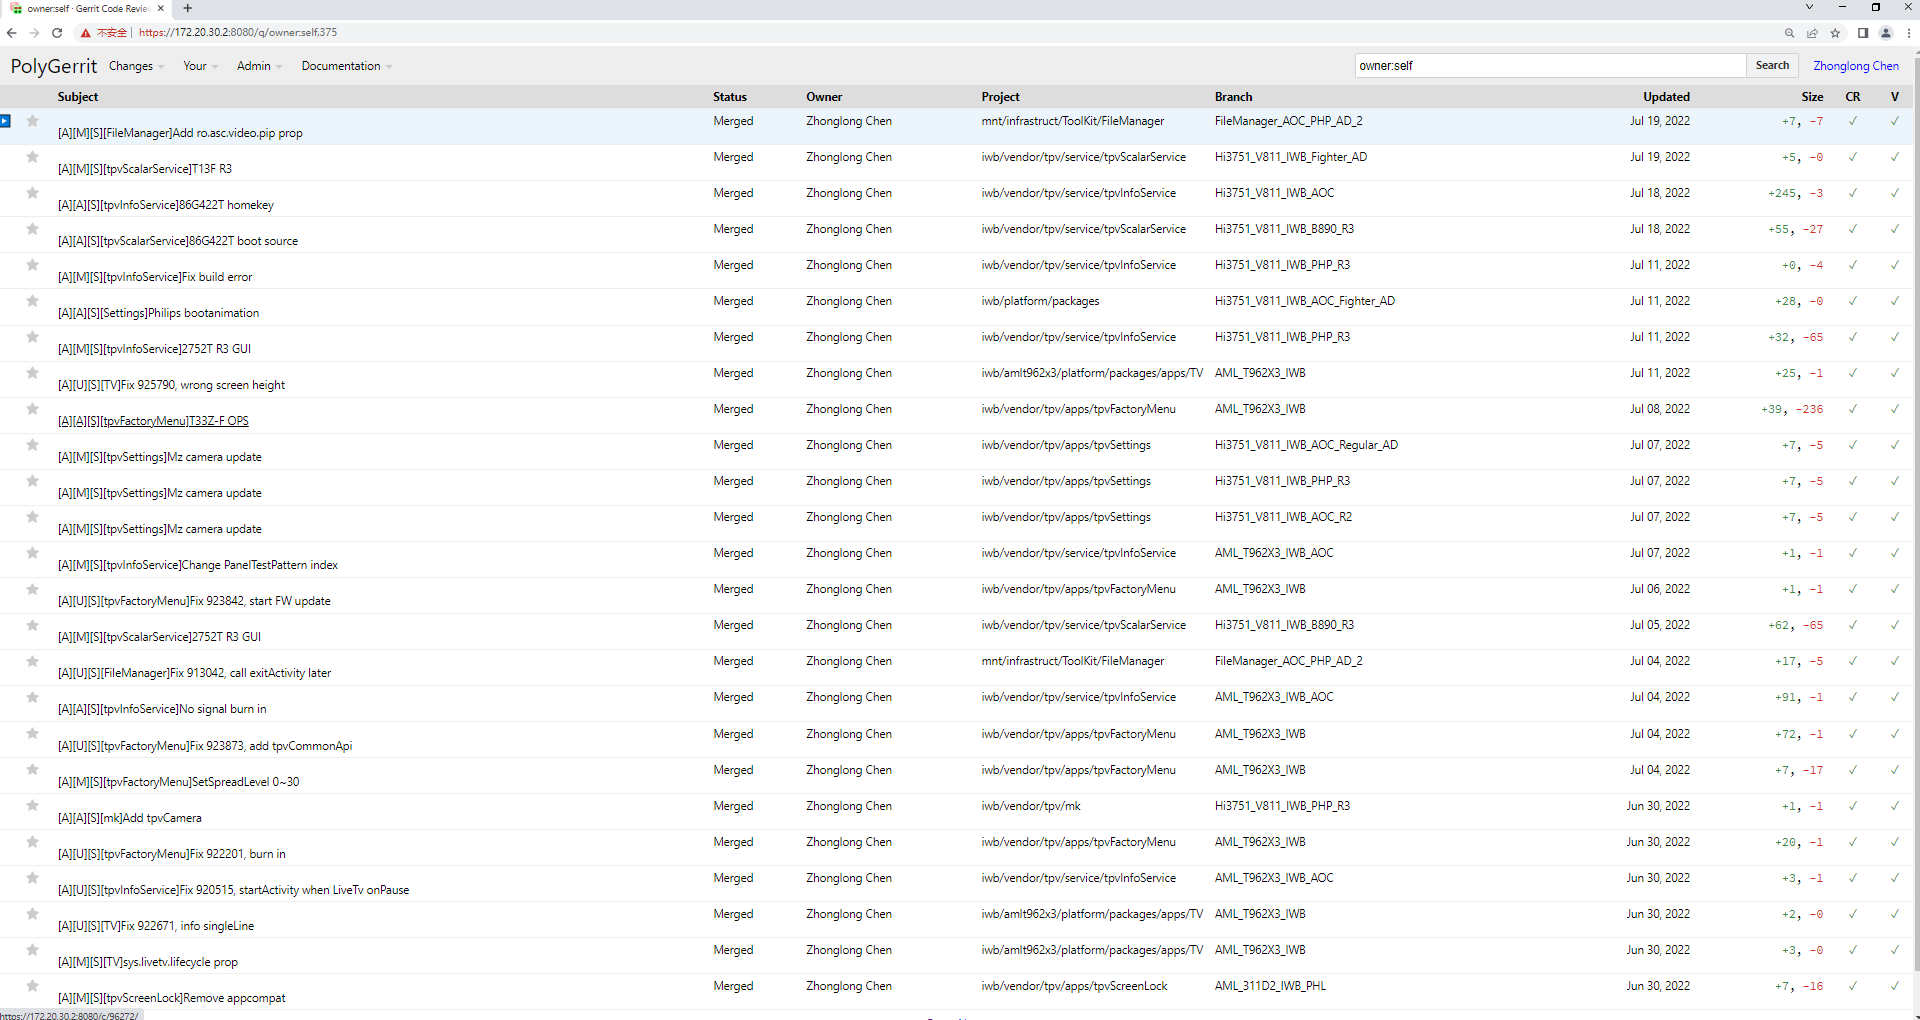 owner:self · Gerrit Code Revie
不安全 | https://172.20.30.2:8080/q/owner:self,375
PolyGerrit Changes Your Admin Documentation owner:self Search Zhonglong Chen
Subject Status Owner Project Branch Updated Size CR V
[A][M][S][FileManager]Add ro.asc.video.pip prop Merged Zhonglong Chen mnt/infrastruct/ToolKit/FileManager FileManager_AOC_PHP_AD_2 Jul 19, 2022 +7, -7 ✓ ✓
[A][M][S][tpvScalarService]T13F R3 Merged Zhonglong Chen iwb/vendor/tpv/service/tpvScalarService Hi3751_V811_IWB_Fighter_AD Jul 19, 2022 +5, -0 ✓ ✓
[A][A][S][tpvInfoService]86G422T homekey Merged Zhonglong Chen iwb/vendor/tpv/service/tpvInfoService Hi3751_V811_IWB_AOC Jul 18, 2022 +245, -3 ✓ ✓
[A][A][S][tpvScalarService]86G422T boot source Merged Zhonglong Chen iwb/vendor/tpv/service/tpvScalarService Hi3751_V811_IWB_B890_R3 Jul 18, 2022 +55, -27 ✓ ✓
[A][M][S][tpvInfoService]Fix build error Merged Zhonglong Chen iwb/vendor/tpv/service/tpvInfoService Hi3751_V811_IWB_PHP_R3 Jul 11, 2022 +0, -4 ✓ ✓
[A][A][S][Settings]Philips bootanimation Merged Zhonglong Chen iwb/platform/packages Hi3751_V811_IWB_AOC_Fighter_AD Jul 11, 2022 +28, -0 ✓ ✓
[A][M][S][tpvInfoService]2752T R3 GUI Merged Zhonglong Chen iwb/vendor/tpv/service/tpvInfoService Hi3751_V811_IWB_PHP_R3 Jul 11, 2022 +32, -65 ✓ ✓
[A][U][S][TV]Fix 925790, wrong screen height Merged Zhonglong Chen iwb/amlt962x3/platform/packages/apps/TV AML_T962X3_IWB Jul 11, 2022 +25, -1 ✓ ✓
[A][A][S][tpvFactoryMenu]T33Z-F OPS Merged Zhonglong Chen iwb/vendor/tpv/apps/tpvFactoryMenu AML_T962X3_IWB Jul 08, 2022 +39, -236 ✓ ✓
[A][M][S][tpvSettings]Mz camera update Merged Zhonglong Chen iwb/vendor/tpv/apps/tpvSettings Hi3751_V811_IWB_AOC_Regular_AD Jul 07, 2022 +7, -5 ✓ ✓
[A][M][S][tpvSettings]Mz camera update Merged Zhonglong Chen iwb/vendor/tpv/apps/tpvSettings Hi3751_V811_IWB_PHP_R3 Jul 07, 2022 +7, -5 ✓ ✓
[A][M][S][tpvSettings]Mz camera update Merged Zhonglong Chen iwb/vendor/tpv/apps/tpvSettings Hi3751_V811_IWB_AOC_R2 Jul 07, 2022 +7, -5 ✓ ✓
[A][M][S][tpvInfoService]Change PanelTestPattern index Merged Zhonglong Chen iwb/vendor/tpv/service/tpvInfoService AML_T962X3_IWB_AOC Jul 07, 2022 +1, -1 ✓ ✓
[A][U][S][tpvFactoryMenu]Fix 923842, start FW update Merged Zhonglong Chen iwb/vendor/tpv/apps/tpvFactoryMenu AML_T962X3_IWB Jul 06, 2022 +1, -1 ✓ ✓
[A][M][S][tpvScalarService]2752T R3 GUI Merged Zhonglong Chen iwb/vendor/tpv/service/tpvScalarService Hi3751_V811_IWB_B890_R3 Jul 05, 2022 +62, -65 ✓ ✓
[A][U][S][FileManager]Fix 913042, call exitActivity later Merged Zhonglong Chen mnt/infrastruct/ToolKit/FileManager FileManager_AOC_PHP_AD_2 Jul 04, 2022 +17, -5 ✓ ✓
[A][A][S][tpvInfoService]No signal burn in Merged Zhonglong Chen iwb/vendor/tpv/service/tpvInfoService AML_T962X3_IWB_AOC Jul 04, 2022 +91, -1 ✓ ✓
[A][U][S][tpvFactoryMenu]Fix 923873, add tpvCommonApi Merged Zhonglong Chen iwb/vendor/tpv/apps/tpvFactoryMenu AML_T962X3_IWB Jul 04, 2022 +72, -1 ✓ ✓
[A][M][S][tpvFactoryMenu]SetSpreadLevel 0~30 Merged Zhonglong Chen iwb/vendor/tpv/apps/tpvFactoryMenu AML_T962X3_IWB Jul 04, 2022 +7, -17 ✓ ✓
[A][A][S][mk]Add tpvCamera Merged Zhonglong Chen iwb/vendor/tpv/mk Hi3751_V811_IWB_PHP_R3 Jun 30, 2022 +1, -1 ✓ ✓
[A][U][S][tpvFactoryMenu]Fix 922201, burn in Merged Zhonglong Chen iwb/vendor/tpv/apps/tpvFactoryMenu AML_T962X3_IWB Jun 30, 2022 +20, -1 ✓ ✓
[A][U][S][tpvInfoService]Fix 920515, startActivity when LiveTv onPause Merged Zhonglong Chen iwb/vendor/tpv/service/tpvInfoService AML_T962X3_IWB_AOC Jun 30, 2022 +3, -1 ✓ ✓
[A][U][S][TV]Fix 922671, info singleLine Merged Zhonglong Chen iwb/amlt962x3/platform/packages/apps/TV AML_T962X3_IWB Jun 30, 2022 +2, -0 ✓ ✓
[A][M][S][TV]sys.livetv.lifecycle prop Merged Zhonglong Chen iwb/amlt962x3/platform/packages/apps/TV AML_T962X3_IWB Jun 30, 2022 +3, -0 ✓ ✓
[A][M][S][tpvScreenLock]Remove appcompat Merged Zhonglong Chen iwb/vendor/tpv/apps/tpvScreenLock AML_311D2_IWB_PHL Jun 30, 2022 +7, -16 ✓ ✓
https://172.20.30.2:8080/c/96272/